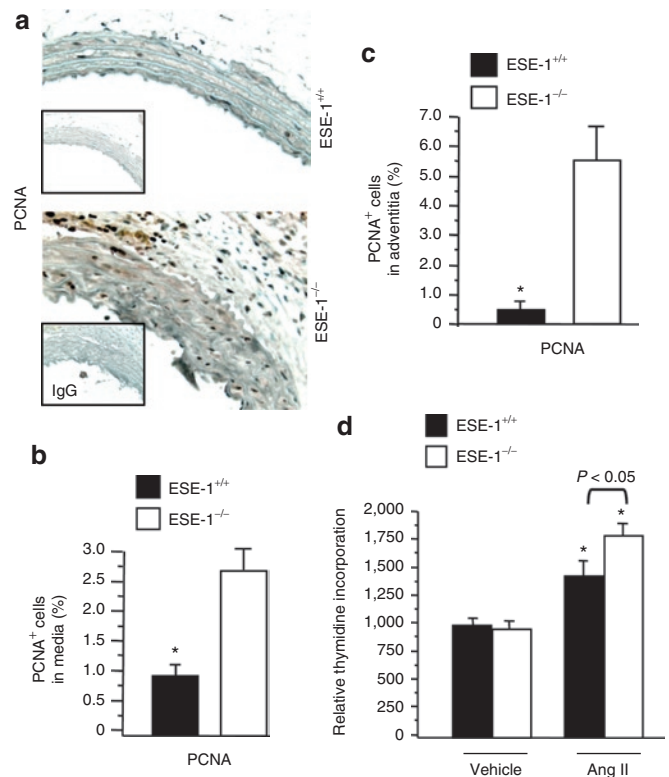 a
PCNA
ESE-1+/+
ESE-1−/−
IgG
b
ESE-1+/+
ESE-1−/−
PCNA+ cells
in media (%)
3.0
2.5
2.0
1.5
1.0
0.5
0
*
PCNA
c
ESE-1+/+
ESE-1−/−
PCNA+ cells
in adventitia (%)
7.0
6.0
5.0
4.0
3.0
2.0
1.0
0
*
PCNA
d
ESE-1+/+
ESE-1−/−
P < 0.05
Relative thymidine incorporation
2,000
1,750
1,500
1,250
1,000
750
500
250
0
*
*
Vehicle
Ang II